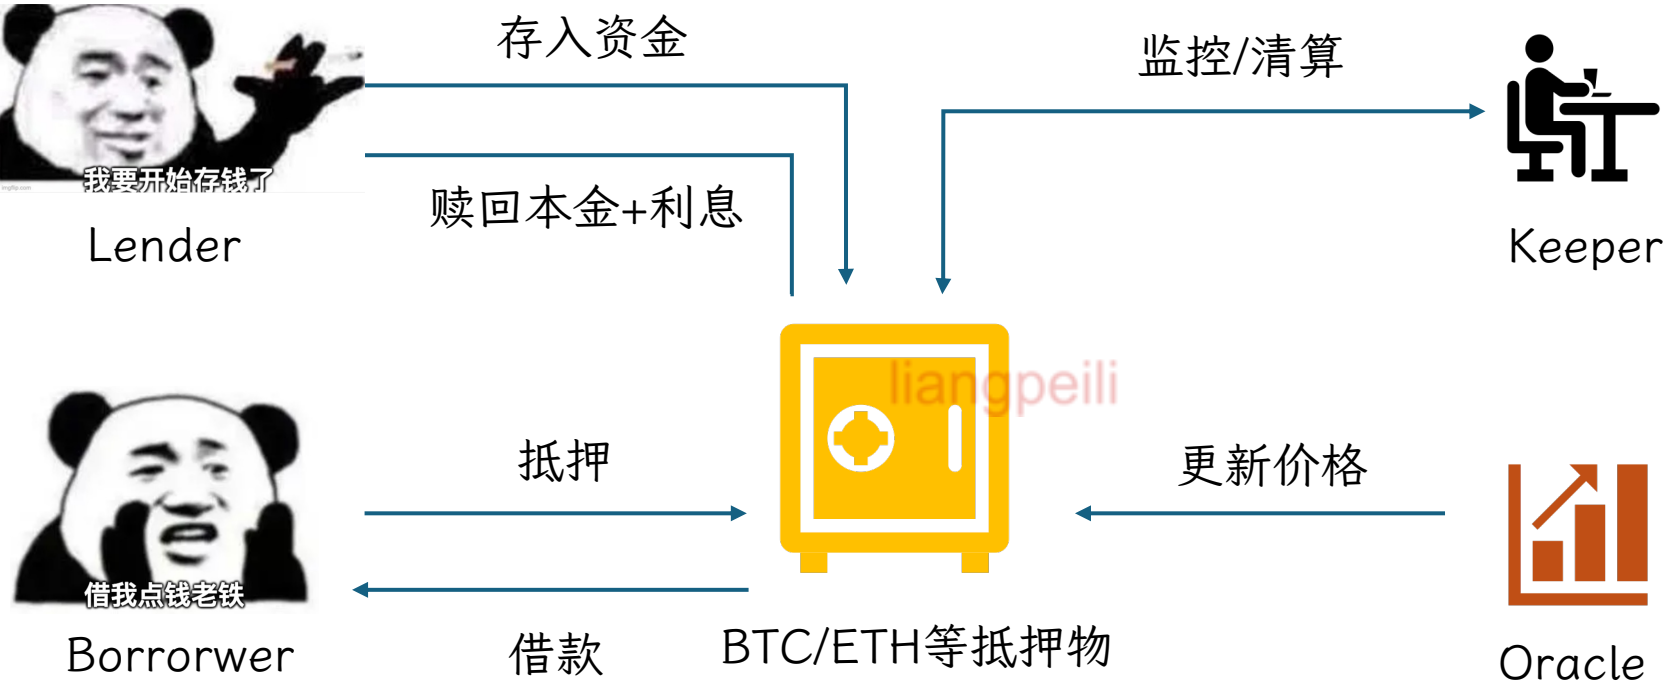 存入资金
监控/清算
我要开始存钱了
imgflip.com
赎回本金+利息
Lender
Keeper
liangpeili
抵押
更新价格
借我点钱老铁
借款
BTC/ETH等抵押物
Borrorwer
Oracle